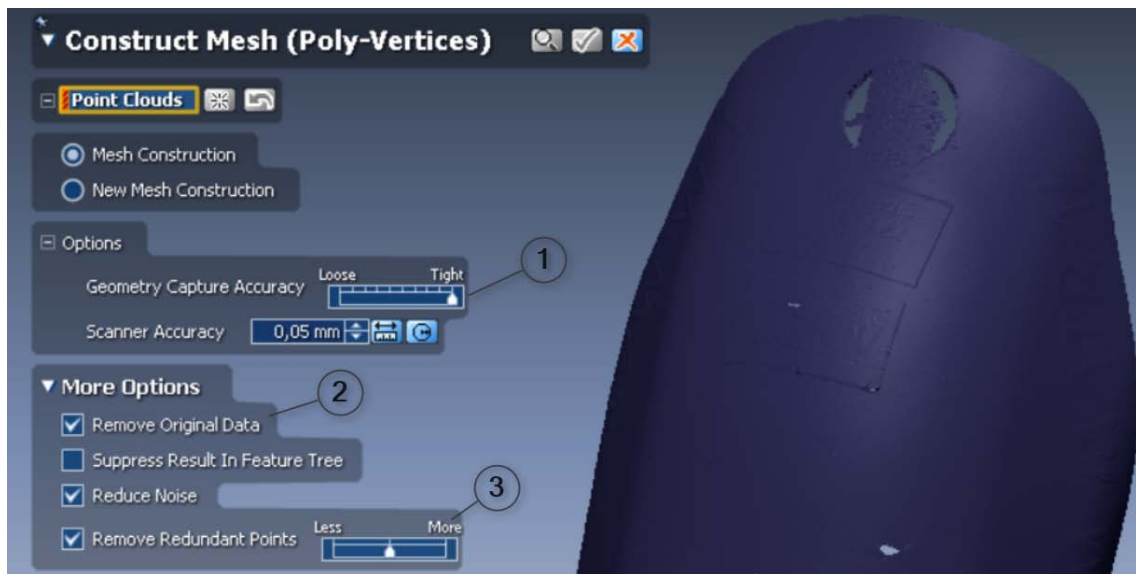 Construct Mesh (Poly-Vertices)
Point Clouds
Mesh Construction
New Mesh Construction
Options
1
Loose Tight
Geometry Capture Accuracy
Scanner Accuracy 0,05 mm
More Options
2
Remove Original Data
Suppress Result In Feature Tree
Reduce Noise
3
Less More
Remove Redundant Points